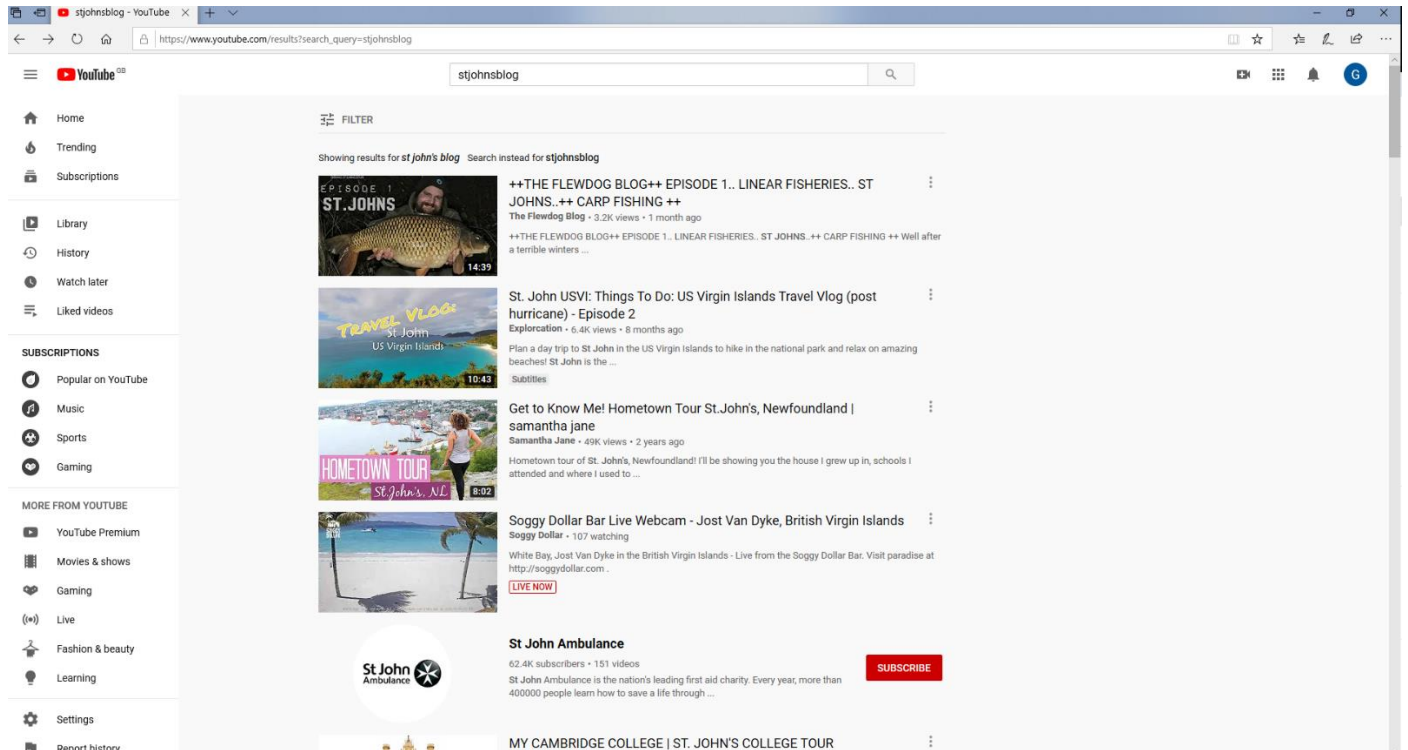 stjohnsblog - YouTube
https://www.youtube.com/results?search_query=stjohnsblog
YouTube GB
stjohnsblog
G
Home
Trending
Subscriptions
Library
History
Watch later
Liked videos
SUBSCRIPTIONS
Popular on YouTube
Music
Sports
Gaming
MORE FROM YOUTUBE
YouTube Premium
Movies & shows
Gaming
Live
Fashion & beauty
Learning
Settings
Report history
FILTER
Showing results for st john's blog Search instead for stjohnsblog
EPISODE 1
ST.JOHNS
14:39
++THE FLEWDOG BLOG++ EPISODE 1.. LINEAR FISHERIES.. ST
JOHNS..++ CARP FISHING ++
The Flewdog Blog • 3.2K views • 1 month ago
++THE FLEWDOG BLOG++ EPISODE 1.. LINEAR FISHERIES.. ST JOHNS..++ CARP FISHING ++ Well after
a terrible winters ...
TRAVEL VLOG:
St John
US Virgin Islands
10:43
St. John USVI: Things To Do: US Virgin Islands Travel Vlog (post
hurricane) - Episode 2
Explorcation • 6.4K views • 8 months ago
Plan a day trip to St John in the US Virgin Islands to hike in the national park and relax on amazing
beaches! St John is the ...
Subtitles
HOMETOWN TOUR
St.John's, NL
8:02
Get to Know Me! Hometown Tour St.John's, Newfoundland |
samantha jane
Samantha Jane • 49K views • 2 years ago
Hometown tour of St. John's, Newfoundland! I'll be showing you the house I grew up in, schools I
attended and where I used to ...
Soggy Dollar Bar Live Webcam - Jost Van Dyke, British Virgin Islands
Soggy Dollar • 107 watching
White Bay, Jost Van Dyke in the British Virgin Islands - Live from the Soggy Dollar Bar. Visit paradise at
http://soggydollar.com .
LIVE NOW
St John
Ambulance
St John Ambulance
62.4K subscribers • 151 videos
St John Ambulance is the nation's leading first aid charity. Every year, more than
400000 people learn how to save a life through ...
SUBSCRIBE
MY CAMBRIDGE COLLEGE | ST. JOHN'S COLLEGE TOUR